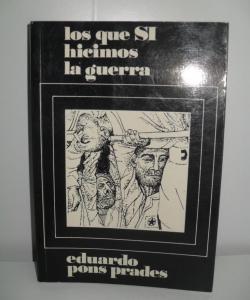 los que SI
hicimos
la guerra
eduardo
pons prades